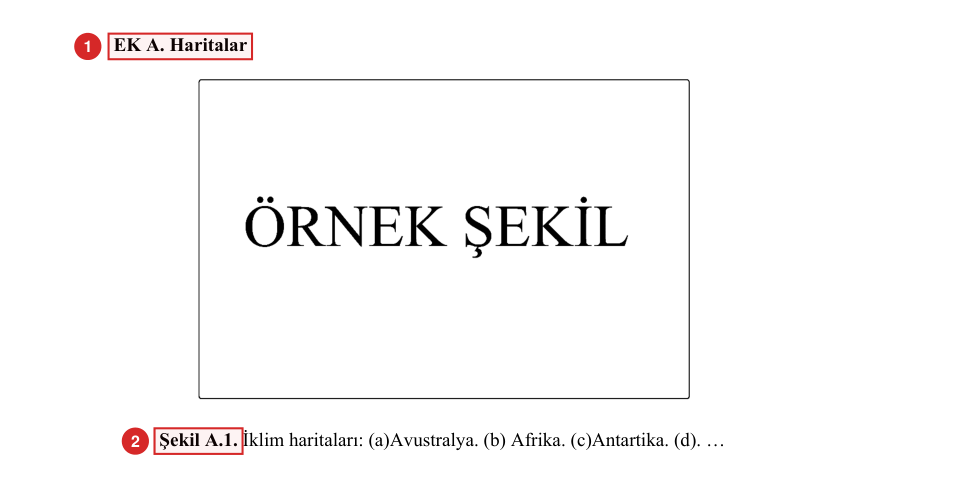 1 EK A. Haritalar
ÖRNEK ŞEKİL
2 Şekil A.1. İklim haritaları: (a)Avustralya. (b) Afrika. (c)Antartika. (d). …